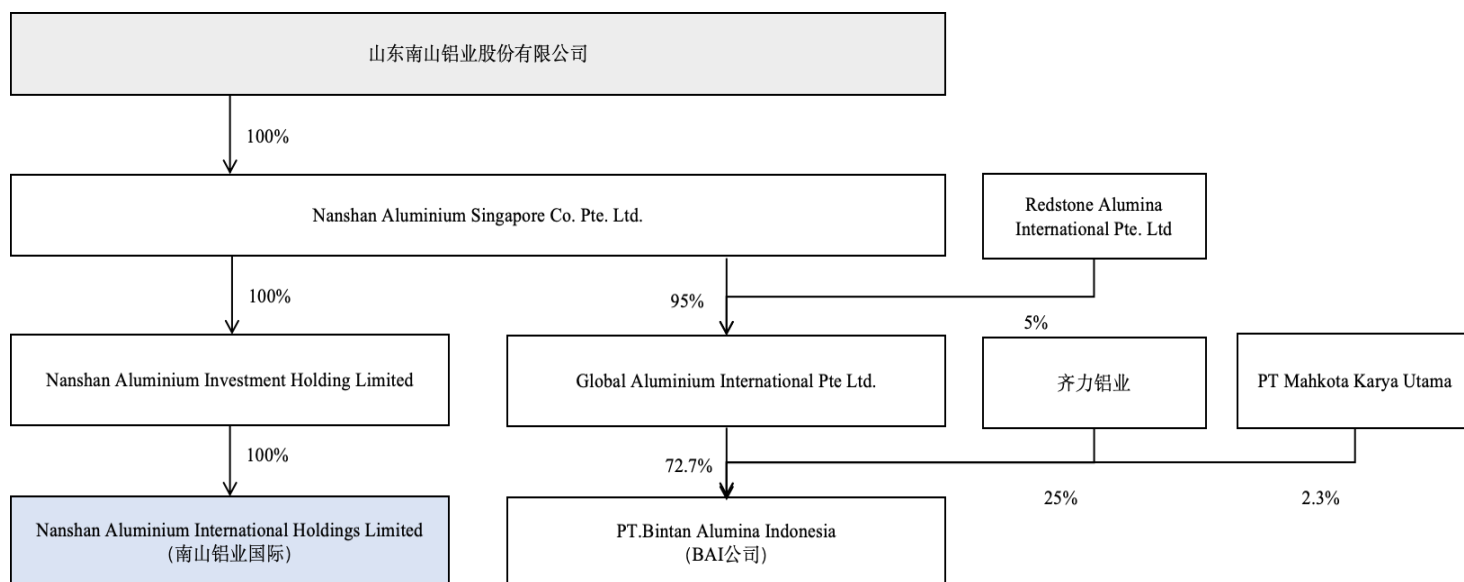 山东南山铝业股份有限公司
100%
Nanshan Aluminium Singapore Co. Pte. Ltd.
Redstone Alumina
International Pte. Ltd
100%
95%
5%
Nanshan Aluminium Investment Holding Limited
Global Aluminium International Pte Ltd.
齐力铝业
PT Mahkota Karya Utama
100%
72.7%
25%
2.3%
Nanshan Aluminium International Holdings Limited
(南山铝业国际)
PT.Bintan Alumina Indonesia
(BAI公司)